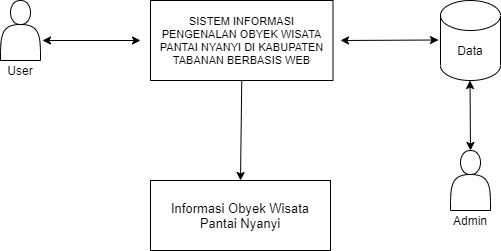 SISTEM INFORMASI
PENGENALAN OBYEK WISATA
PANTAI NYANYI DI KABUPATEN
TABANAN BERBASIS WEB
User
Data
Informasi Obyek Wisata
Pantai Nyanyi
Admin